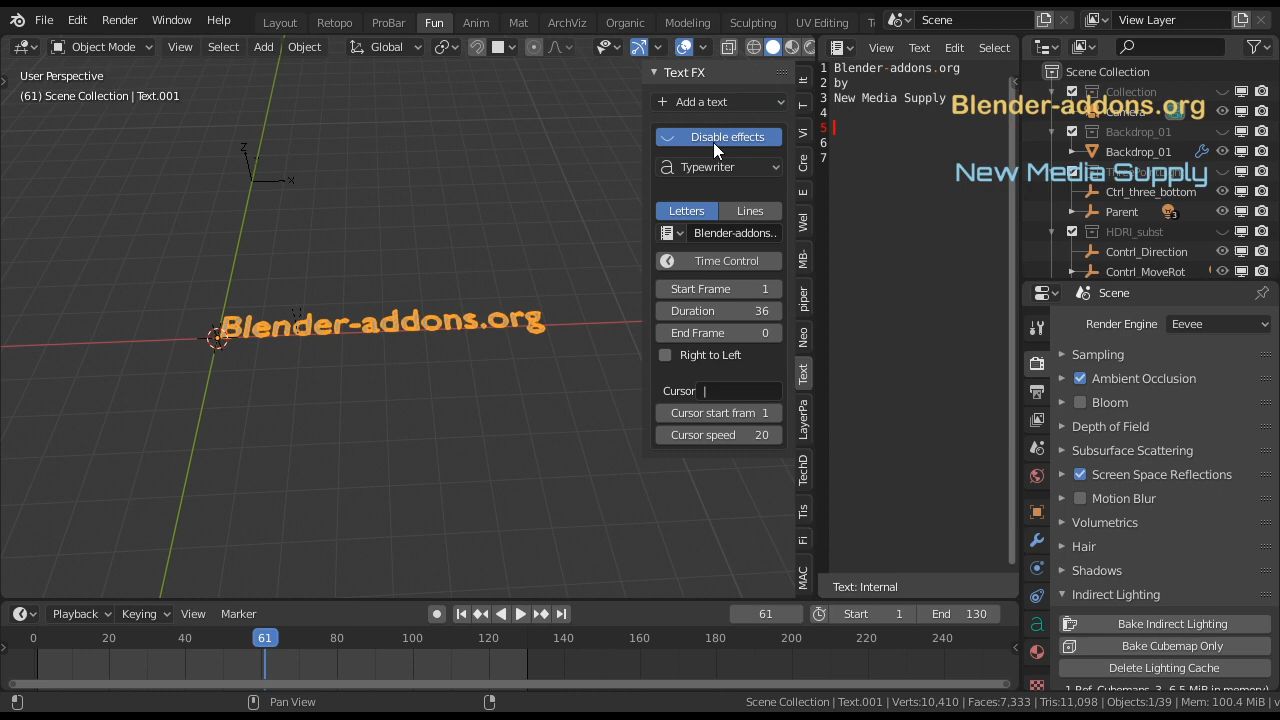 File Edit Render Window Help
Layout Retopo ProBar Fun Anim Mat ArchViz Organic Modeling Sculpting UV Editing
Scene
View Layer
Object Mode View Select Add Object Global
View Text Edit Select
User Perspective
(61) Scene Collection | Text.001
Z
X
Blender-addons.org
Text FX
Add a text
Disable effects
Typewriter
Letters Lines
Blender-addons..
Time Control
Start Frame 1
Duration 36
End Frame 0
Right to Left
Cursor |
Cursor start fram 1
Cursor speed 20
It
T
VI
Cre
E
Wel
MB-
piper
Neo
Text
LayerPa
TechD
Tis
Fi
MAC
1 Blender-addons.org
2 by
3 New Media Supply
4
5
6
7
Text: Internal
Scene Collection
Collection
Blender-addons.org
Camera
Backdrop_01
Backdrop_01
New Media Supply
Ctrl_three_bottom
Parent
3
HDRI_subst
Contrl_Direction
Contrl_MoveRot
Scene
Render Engine Eevee
Sampling
Ambient Occlusion
Bloom
Depth of Field
Subsurface Scattering
Screen Space Reflections
Motion Blur
Volumetrics
Hair
Shadows
Indirect Lighting
Bake Indirect Lighting
Bake Cubemap Only
Delete Lighting Cache
Playback Keying View Marker
61
Start 1
End 130
0 20 40 61 80 100 120 140 160 180 200 220 240
Pan View
Scene Collection | Text.001 | Verts:10,410 | Faces:7,333 | Tris:11,098 | Objects:1/39 | Mem: 100.4 MiB | v